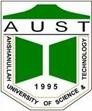 AUST
AHSANULLAH
1995
UNIVERSITY OF SCIENCE & TECHNOLOGY